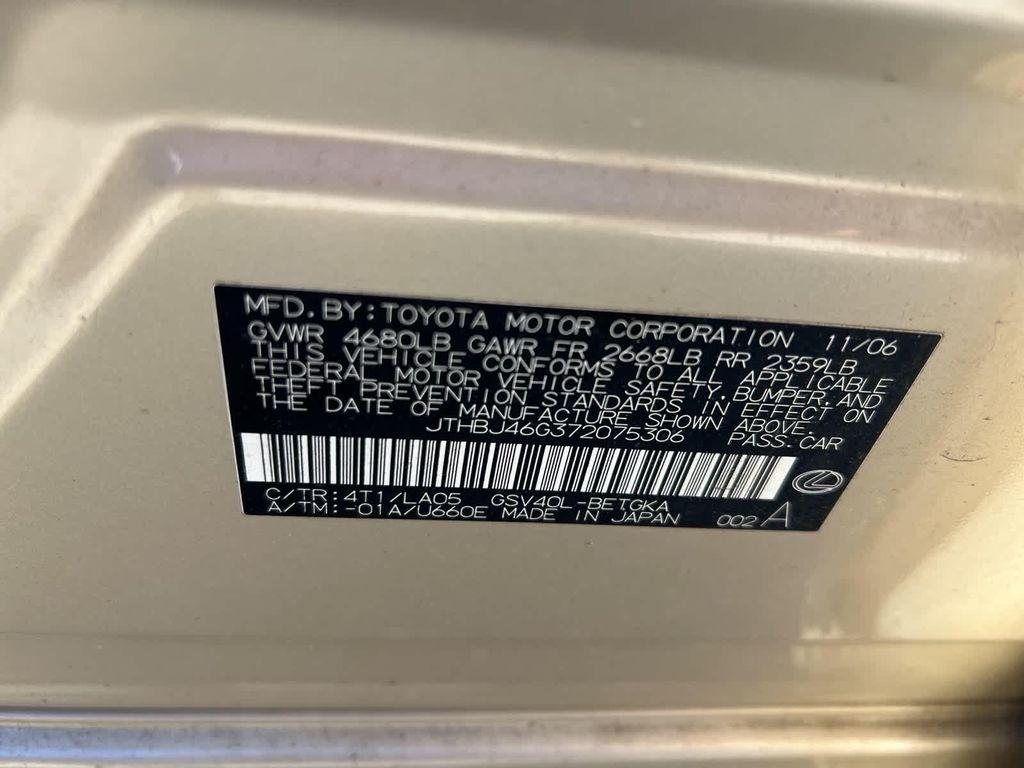 MFD. BY: TOYOTA MOTOR CORPORATION 11/06
GVWR 4680LB GAWR FR 2668LB RR 2359LB
THIS VEHICLE CONFORMS TO ALL APPLICABLE
FEDERAL MOTOR VEHICLE SAFETY, BUMPER, AND
THEFT PREVENTION STANDARDS IN EFFECT ON
THE DATE OF MANUFACTURE SHOWN ABOVE.
JTHBJ46G372075306 PASS. CAR
C/TR: 4T1/LA05 GSV40L-BETGKA
A/TM: -01A/U660E MADE IN JAPAN 002 A